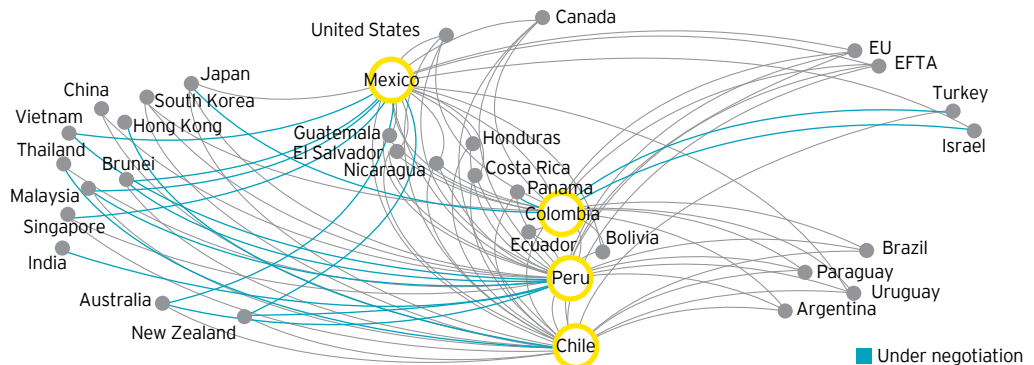 Canada
United States
EU
EFTA
Mexico
Japan
China
South Korea
Turkey
Vietnam
Hong Kong
Guatemala
Honduras
Israel
Thailand
Brunei
El Salvador
Nicaragua
Costa Rica
Malaysia
Panama
Singapore
Colombia
Ecuador
Bolivia
India
Brazil
Peru
Paraguay
Uruguay
Australia
Argentina
New Zealand
Chile
Under negotiation